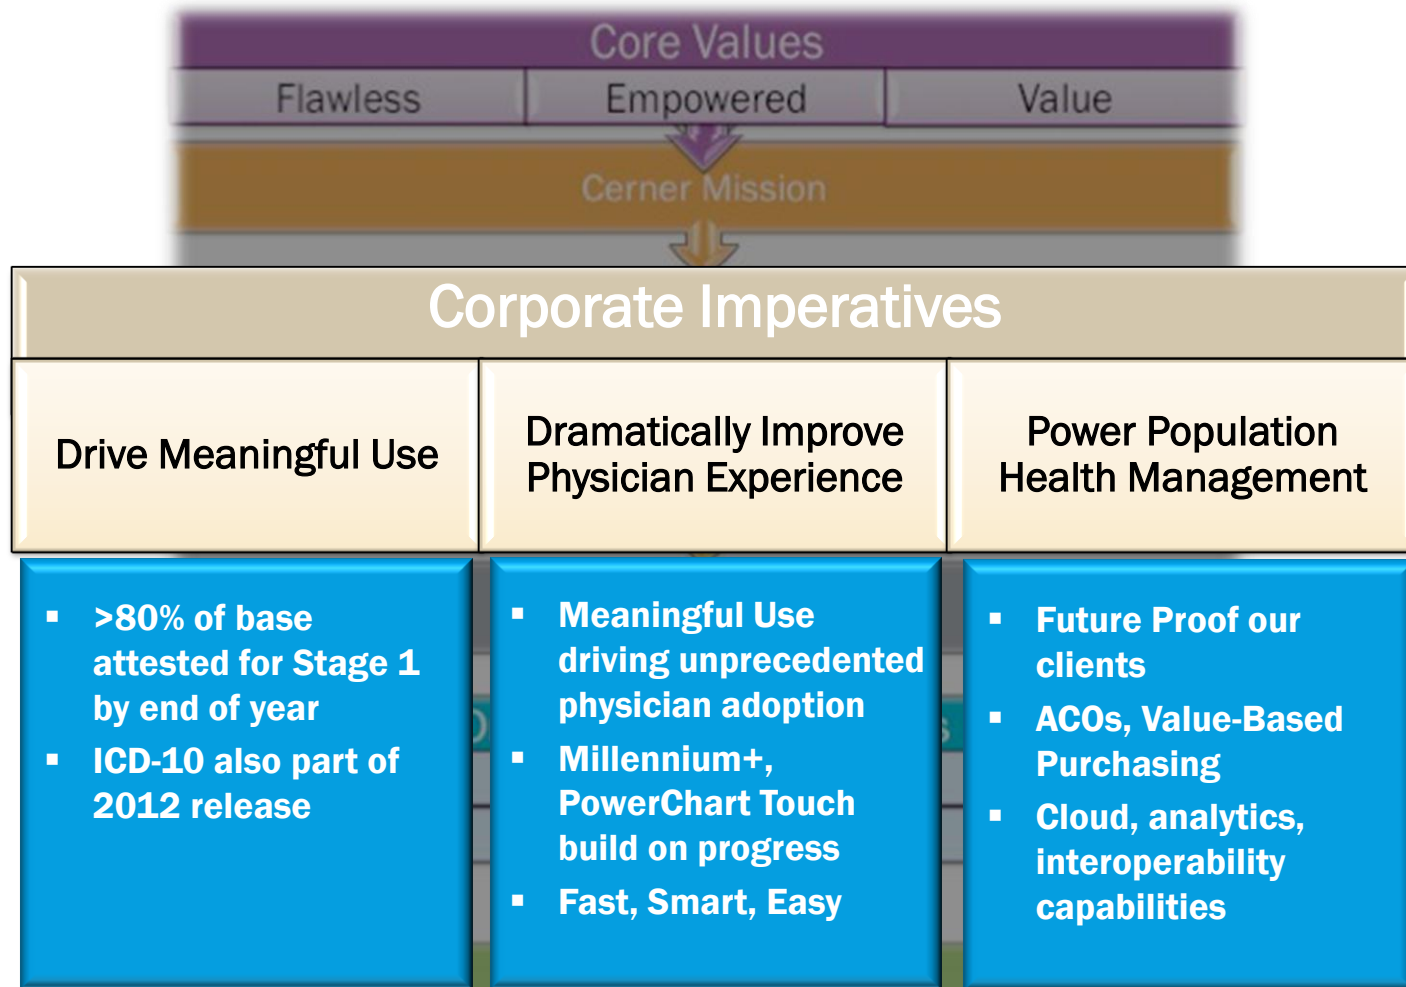 Core Values
Flawless
Empowered
Value
Cerner Mission
Corporate Imperatives
Drive Meaningful Use
Dramatically Improve
Physician Experience
Power Population
Health Management
▪ >80% of base
attested for Stage 1
by end of year
▪ ICD-10 also part of
2012 release
▪ Meaningful Use
driving unprecedented
physician adoption
▪ Millennium+,
PowerChart Touch
build on progress
▪ Fast, Smart, Easy
▪ Future Proof our
clients
▪ ACOs, Value-Based
Purchasing
▪ Cloud, analytics,
interoperability
capabilities